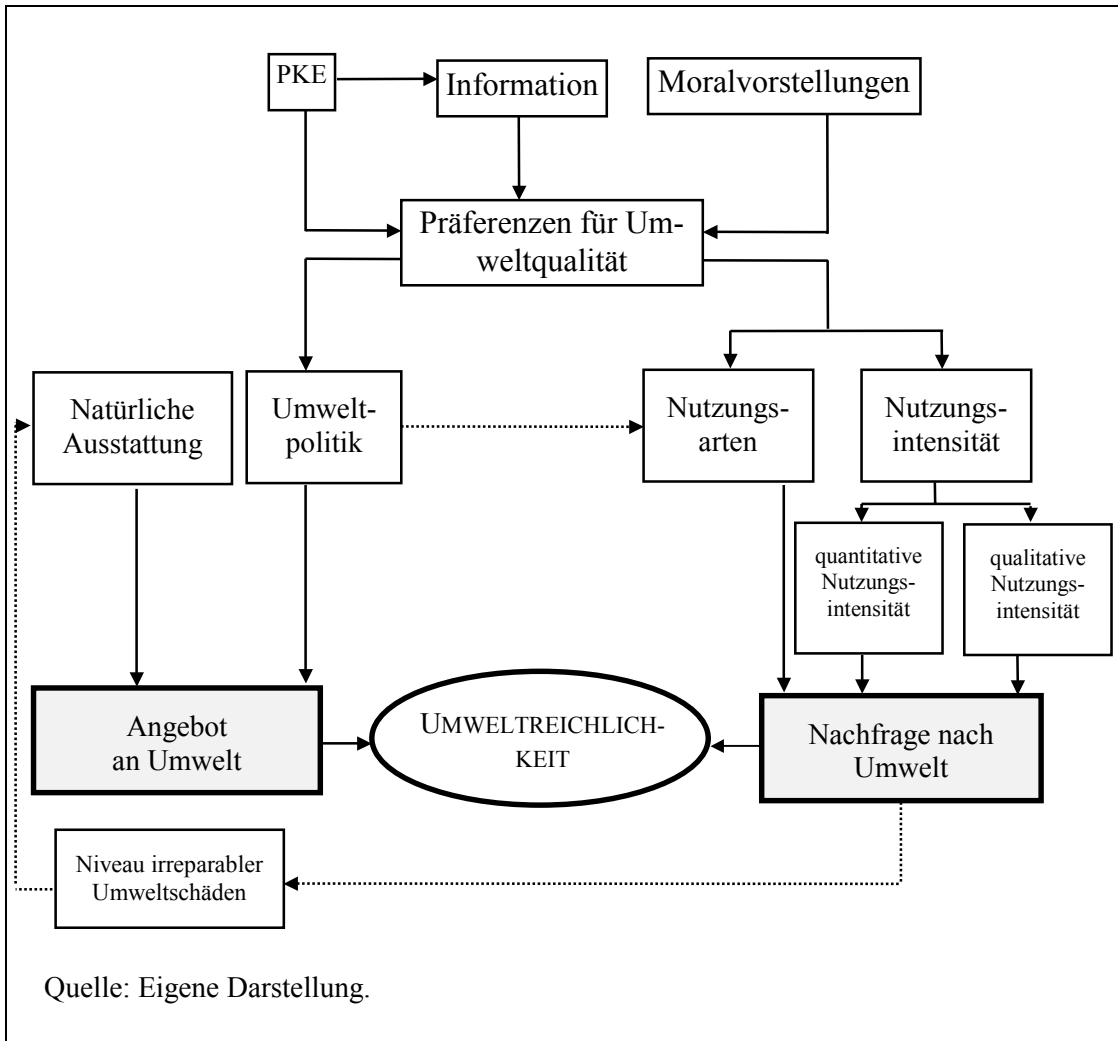 PKE
Information
Moralvorstellungen
Präferenzen für Um-
weltqualität
Natürliche
Ausstattung
Umwelt-
politik
Nutzungs-
arten
Nutzungs-
intensität
quantitative
Nutzungs-
intensität
qualitative
Nutzungs-
intensität
Angebot
an Umwelt
UMWELTREICHLICH-
KEIT
Nachfrage nach
Umwelt
Niveau irreparabler
Umweltschäden
Quelle: Eigene Darstellung.